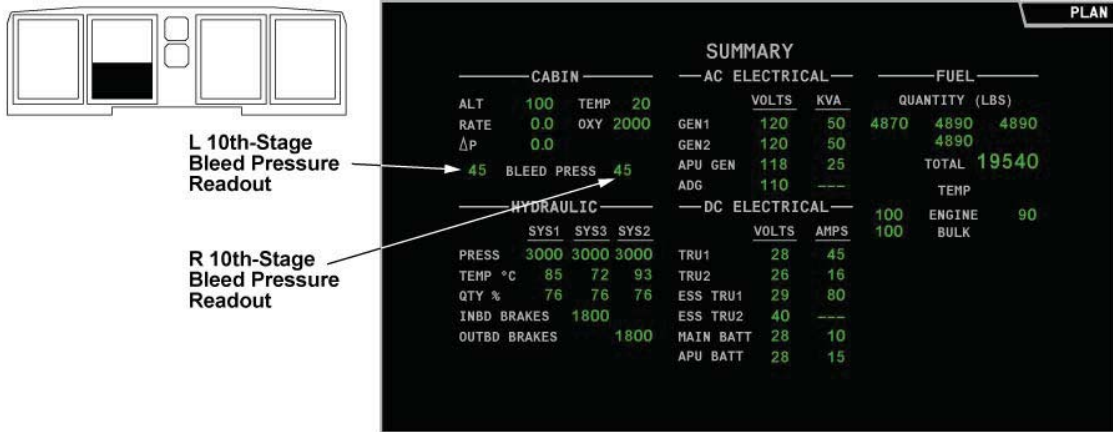 PLAN
SUMMARY
CABIN
ALT 100 TEMP 20
RATE 0.0 OXY 2000
ΔP 0.0
45 BLEED PRESS 45
L 10th-Stage
Bleed Pressure
Readout
R 10th-Stage
Bleed Pressure
Readout
HYDRAULIC
SYS1 SYS3 SYS2
PRESS 3000 3000 3000
TEMP °C 85 72 93
QTY % 76 76 76
INBD BRAKES 1800
OUTBD BRAKES 1800
AC ELECTRICAL
VOLTS KVA
GEN1 120 50
GEN2 120 50
APU GEN 118 25
ADG 110 ---
DC ELECTRICAL
VOLTS AMPS
TRU1 28 45
TRU2 26 16
ESS TRU1 29 80
ESS TRU2 40 ---
MAIN BATT 28 10
APU BATT 28 15
FUEL
QUANTITY (LBS)
4870 4890 4890
4890
TOTAL 19540
TEMP
100 ENGINE 90
100 BULK